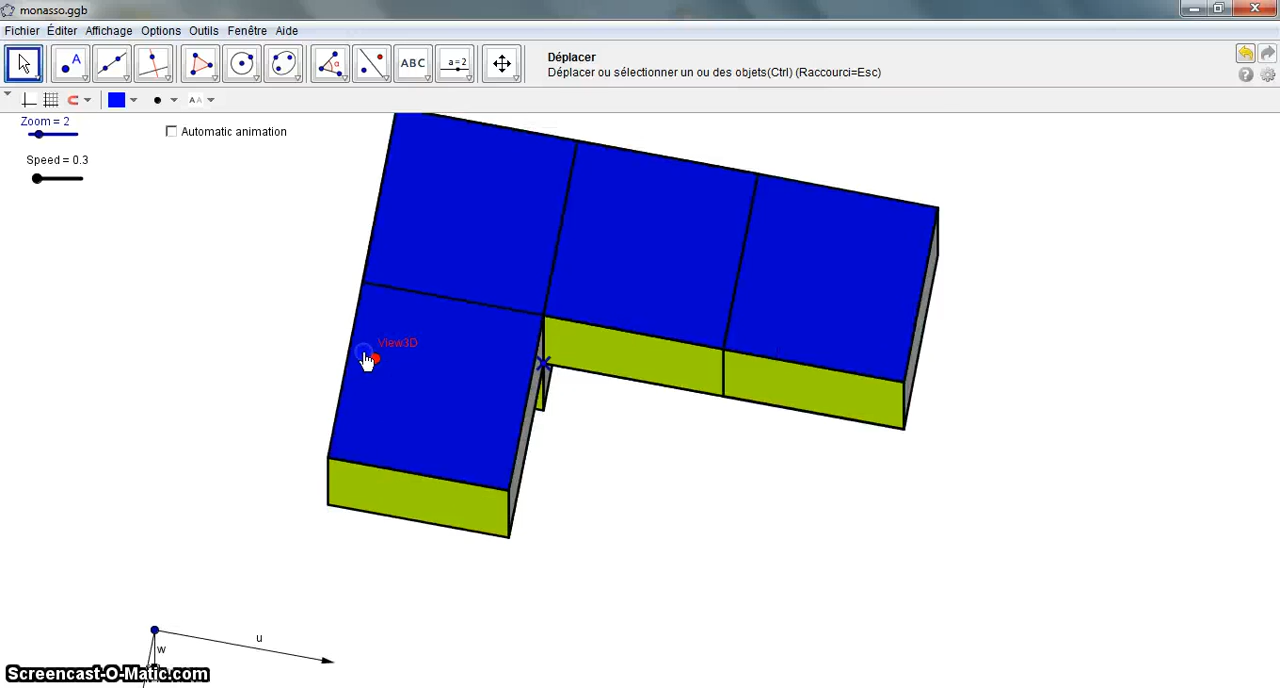 monasso.ggb
Fichier Éditer Affichage Options Outils Fenêtre Aide
A
α
ABC
a=2
Déplacer
Déplacer ou sélectionner un ou des objets(Ctrl) (Raccourci=Esc)
AA
Zoom = 2
Automatic animation
Speed = 0.3
View3D
u
w
Screencast-O-Matic.com